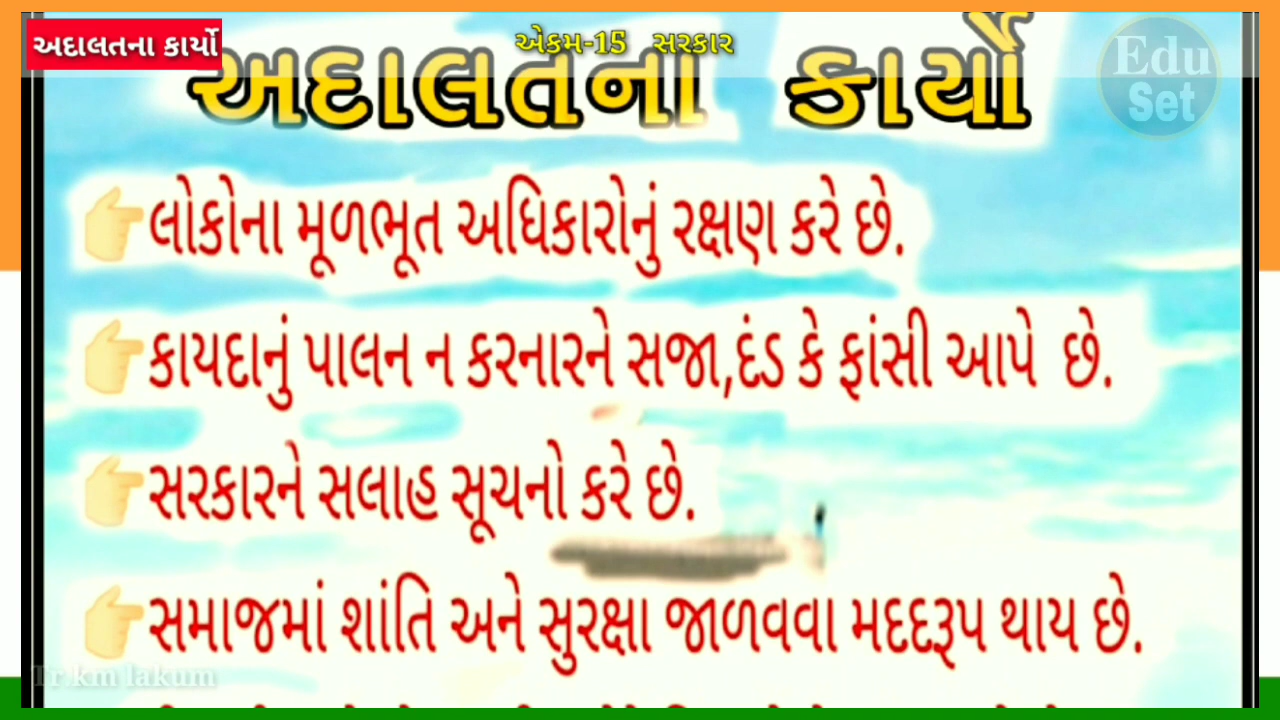 અદાલતના કાર્યો
એકમ-15 સરકાર
Edu
Set
અદાલતના કાર્યો
લોકોના મૂળભૂત અધિકારોનું રક્ષણ કરે છે.
કાયદાનું પાલન ન કરનારને સજા,દંડ કે ફાંસી આપે છે.
સરકારને સલાહ સૂચનો કરે છે.
સમાજમાં શાંતિ અને સુરક્ષા જાળવવા મદદરૂપ થાય છે.
Tr.km lakum